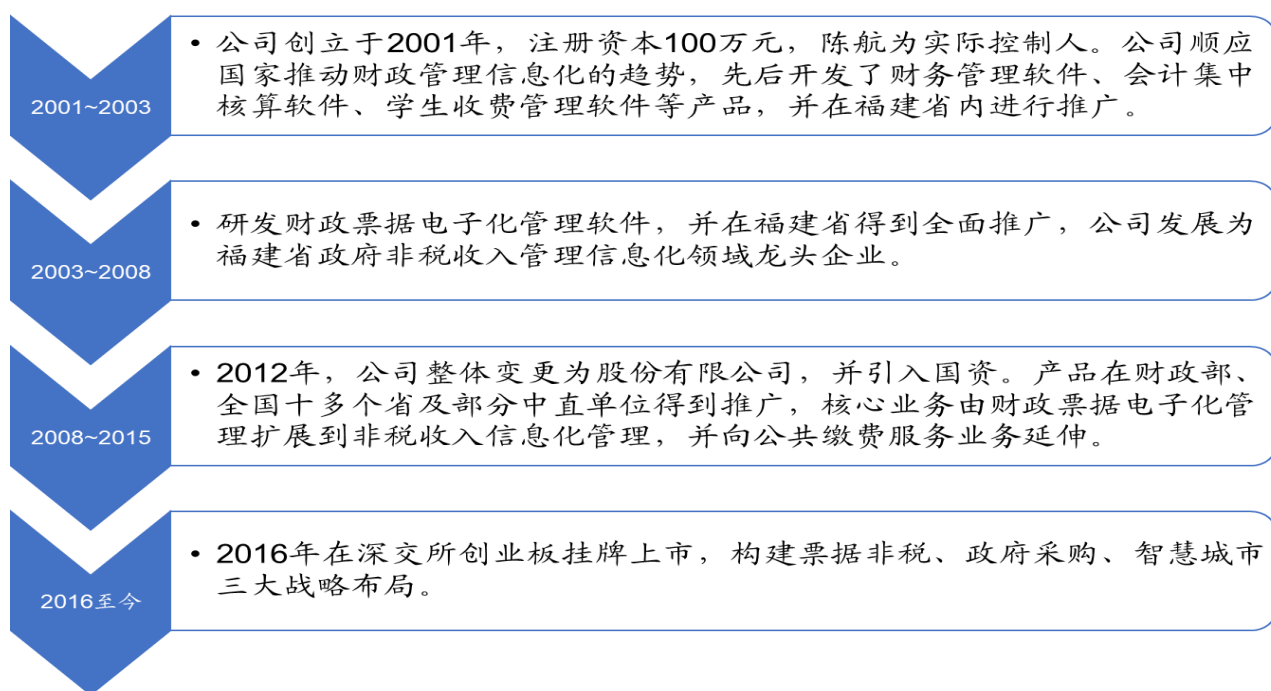 2001~2003
• 公司创立于2001年，注册资本100万元，陈航为实际控制人。公司顺应
国家推动财政管理信息化的趋势，先后开发了财务管理软件、会计集中
核算软件、学生收费管理软件等产品，并在福建省内进行推广。
2003~2008
• 研发财政票据电子化管理软件，并在福建省得到全面推广，公司发展为
福建省政府非税收入管理信息化领域龙头企业。
2008~2015
• 2012年，公司整体变更为股份有限公司，并引入国资。产品在财政部、
全国十多个省及部分中直单位得到推广，核心业务由财政票据电子化管
理扩展到非税收入信息化管理，并向公共缴费服务业务延伸。
2016至今
• 2016年在深交所创业板挂牌上市，构建票据非税、政府采购、智慧城市
三大战略布局。